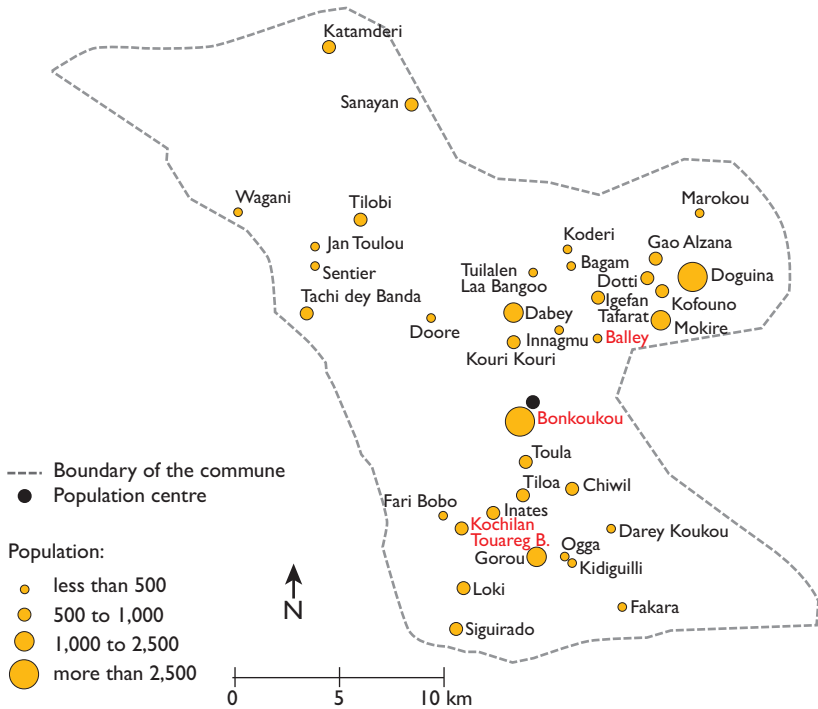 Katamderi
Sanayan
Wagani
Tilobi
Marokou
Jan Toulou
Koderi
Gao Alzana
Sentier
Tuilalen
Bagam
Laa Bangoo
Dotti
Doguina
Tachi dey Banda
Igefan
Kofouno
Dabey
Tafarat
Doore
Innagmu
Balley
Mokire
Kouri Kouri
Bonkoukou
Toula
Boundary of the commune
Population centre
Tiloa
Chiwil
Fari Bobo
Inates
Kochilan
Touareg B.
Darey Koukou
Ogga
Gorou
Kidiguilli
Population:
less than 500
500 to 1,000
1,000 to 2,500
more than 2,500
N
Loki
Fakara
Siguirado
0 5 10 km